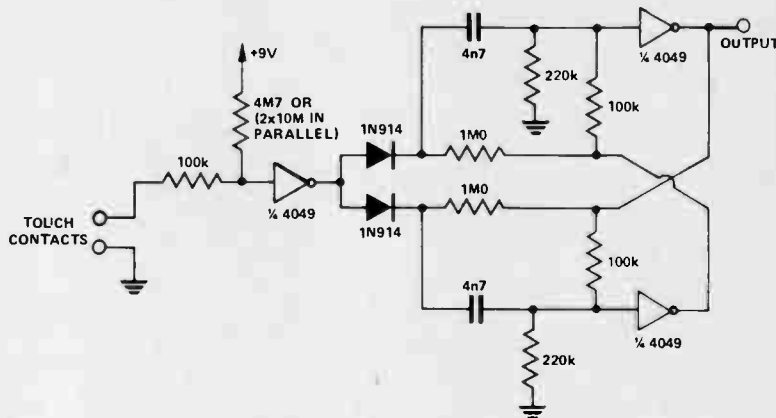 +9V
4M7 OR
(2x10M IN
PARALLEL)
100k
¼ 4049
TOUCH
CONTACTS
1N914
1N914
4n7
220k
100k
¼ 4049
OUTPUT
1M0
1M0
100k
4n7
220k
¼ 4049